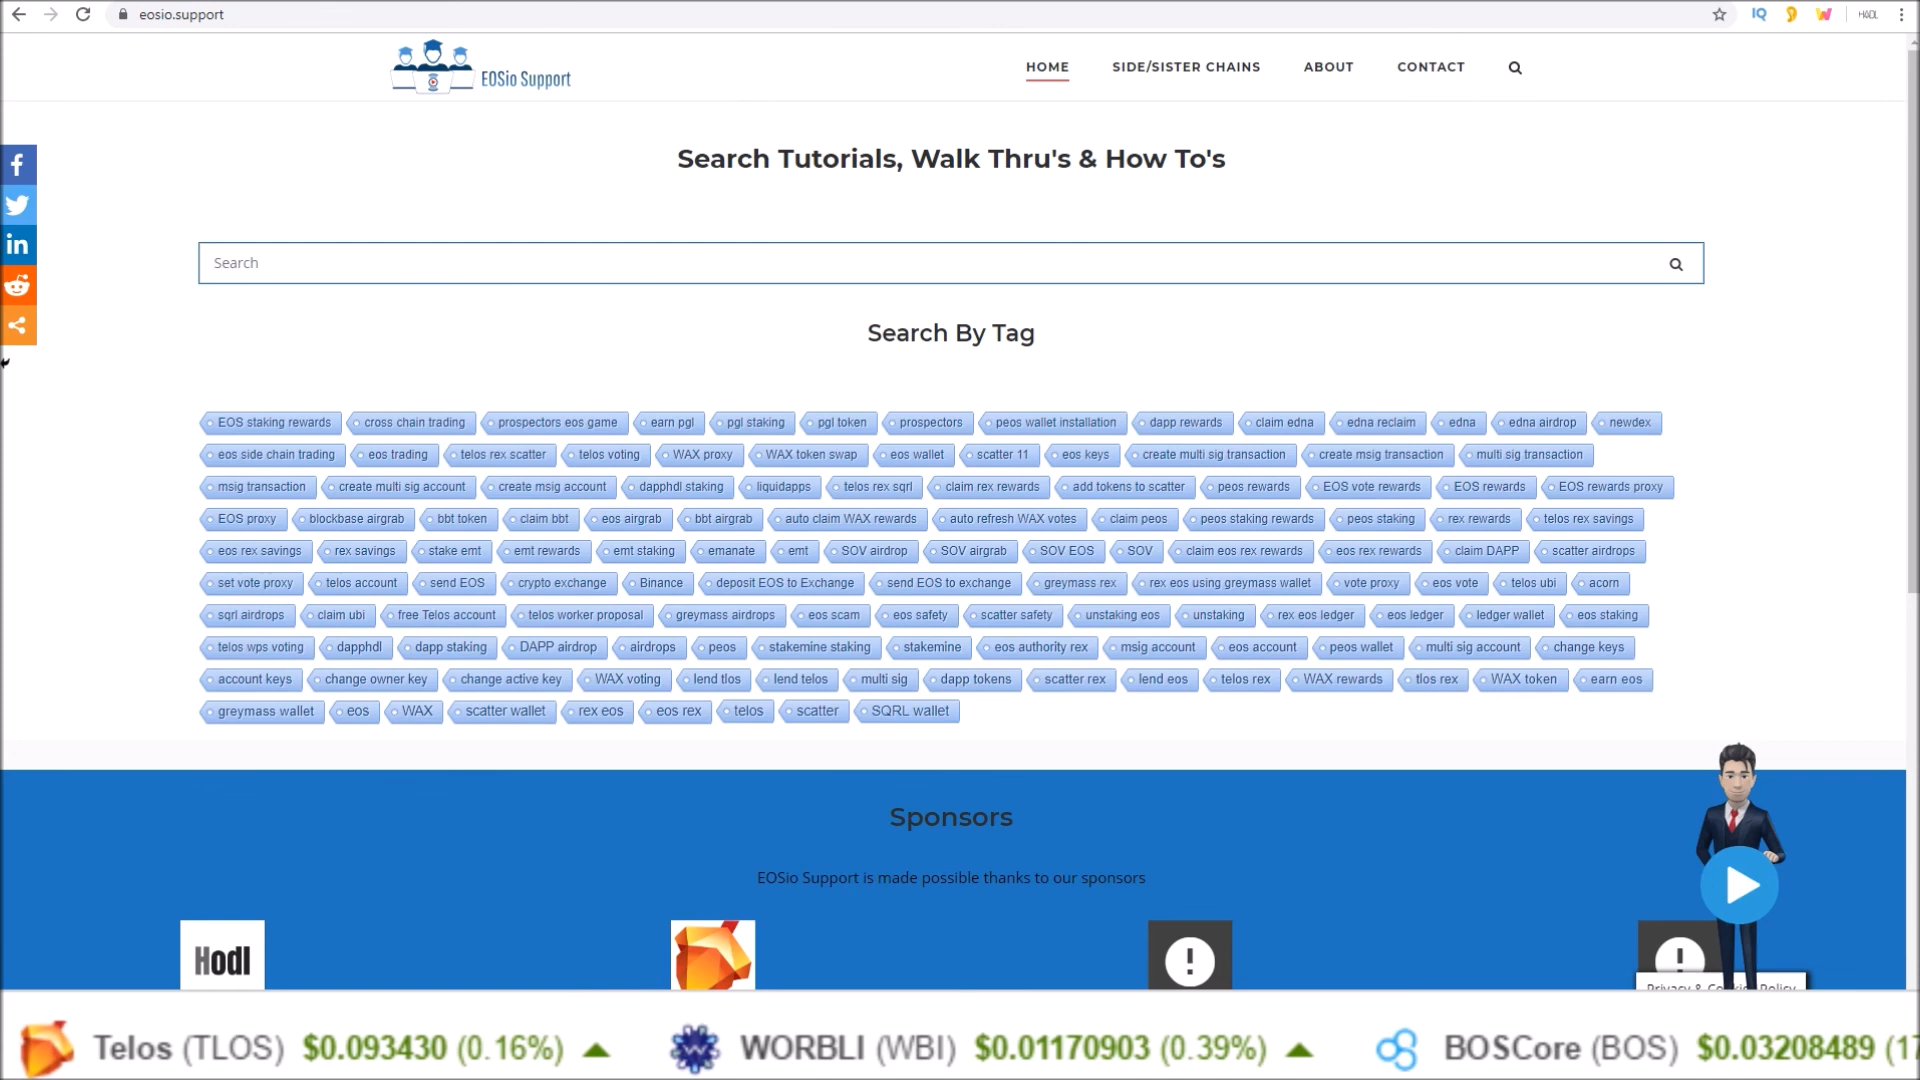 eosio.support
IQ
HODL
EOSio Support
HOME SIDE/SISTER CHAINS ABOUT CONTACT
Search Tutorials, Walk Thru's & How To's
Search
Search By Tag
EOS staking rewards cross chain trading prospectors eos game earn pgl pgl staking pgl token prospectors peos wallet installation dapp rewards claim edna edna reclaim edna edna airdrop newdex
eos side chain trading eos trading telos rex scatter telos voting WAX proxy WAX token swap eos wallet scatter 11 eos keys create multi sig transaction create msig transaction multi sig transaction
msig transaction create multi sig account create msig account dapphdl staking liquidapps telos rex sqrl claim rex rewards add tokens to scatter peos rewards EOS vote rewards EOS rewards EOS rewards proxy
EOS proxy blockbase airgrab bbt token claim bbt eos airgrab bbt airgrab auto claim WAX rewards auto refresh WAX votes claim peos peos staking rewards peos staking rex rewards telos rex savings
eos rex savings rex savings stake emt emt rewards emt staking emanate emt SOV airdrop SOV airgrab SOV EOS SOV claim eos rex rewards eos rex rewards claim DAPP scatter airdrops
set vote proxy telos account send EOS crypto exchange Binance deposit EOS to Exchange send EOS to exchange greymass rex rex eos using greymass wallet vote proxy eos vote telos ubi acorn
sqrl airdrops claim ubi free Telos account telos worker proposal greymass airdrops eos scam eos safety scatter safety unstaking eos unstaking rex eos ledger eos ledger ledger wallet eos staking
telos wps voting dapphdl dapp staking DAPP airdrop airdrops peos stakemine staking stakemine eos authority rex msig account eos account peos wallet multi sig account change keys
account keys change owner key change active key WAX voting lend tlos lend telos multi sig dapp tokens scatter rex lend eos telos rex WAX rewards tlos rex WAX token earn eos
greymass wallet eos WAX scatter wallet rex eos eos rex telos scatter SQRL wallet
Sponsors
EOSio Support is made possible thanks to our sponsors
Hodl
Privacy & Cookie Policy
Telos (TLOS) $0.093430 (0.16%) WORBLI (WBI) $0.01170903 (0.39%) BOSCore (BOS) $0.03208489 (17